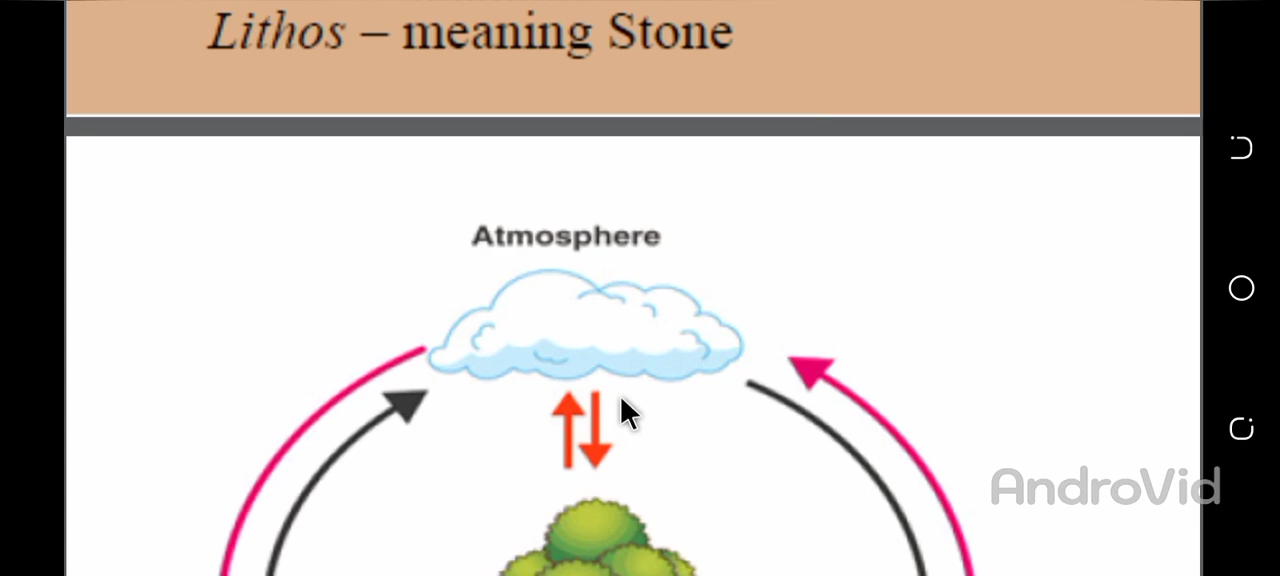 Lithos – meaning Stone
Atmosphere
AndroVid